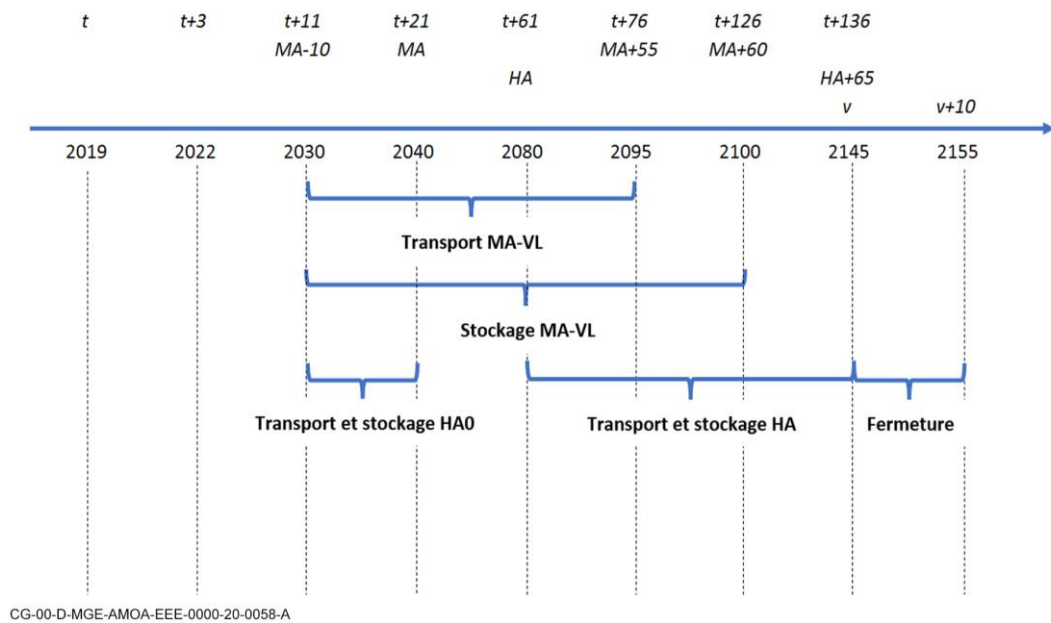 t t+3 t+11 t+21 t+61 t+76 t+126 t+136
MA-10 MA MA+55 MA+60
HA HA+65
v v+10
2019 2022 2030 2040 2080 2095 2100 2145 2155
Transport MA-VL
Stockage MA-VL
Transport et stockage HA0 Transport et stockage HA Fermeture
CG-00-D-MGE-AMOA-EEE-0000-20-0058-A